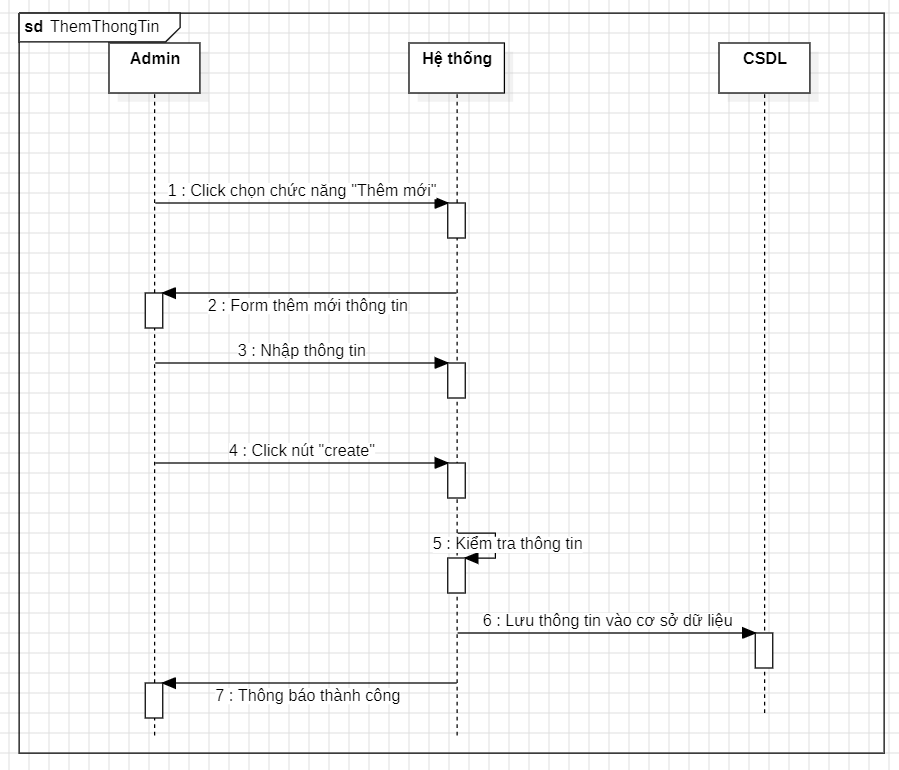 sd ThemThongTin
Admin
Hệ thống
CSDL
1 : Click chọn chức năng "Thêm mới"
2 : Form thêm mới thông tin
3 : Nhập thông tin
4 : Click nút "create"
5 : Kiểm tra thông tin
6 : Lưu thông tin vào cơ sở dữ liệu
7 : Thông báo thành công